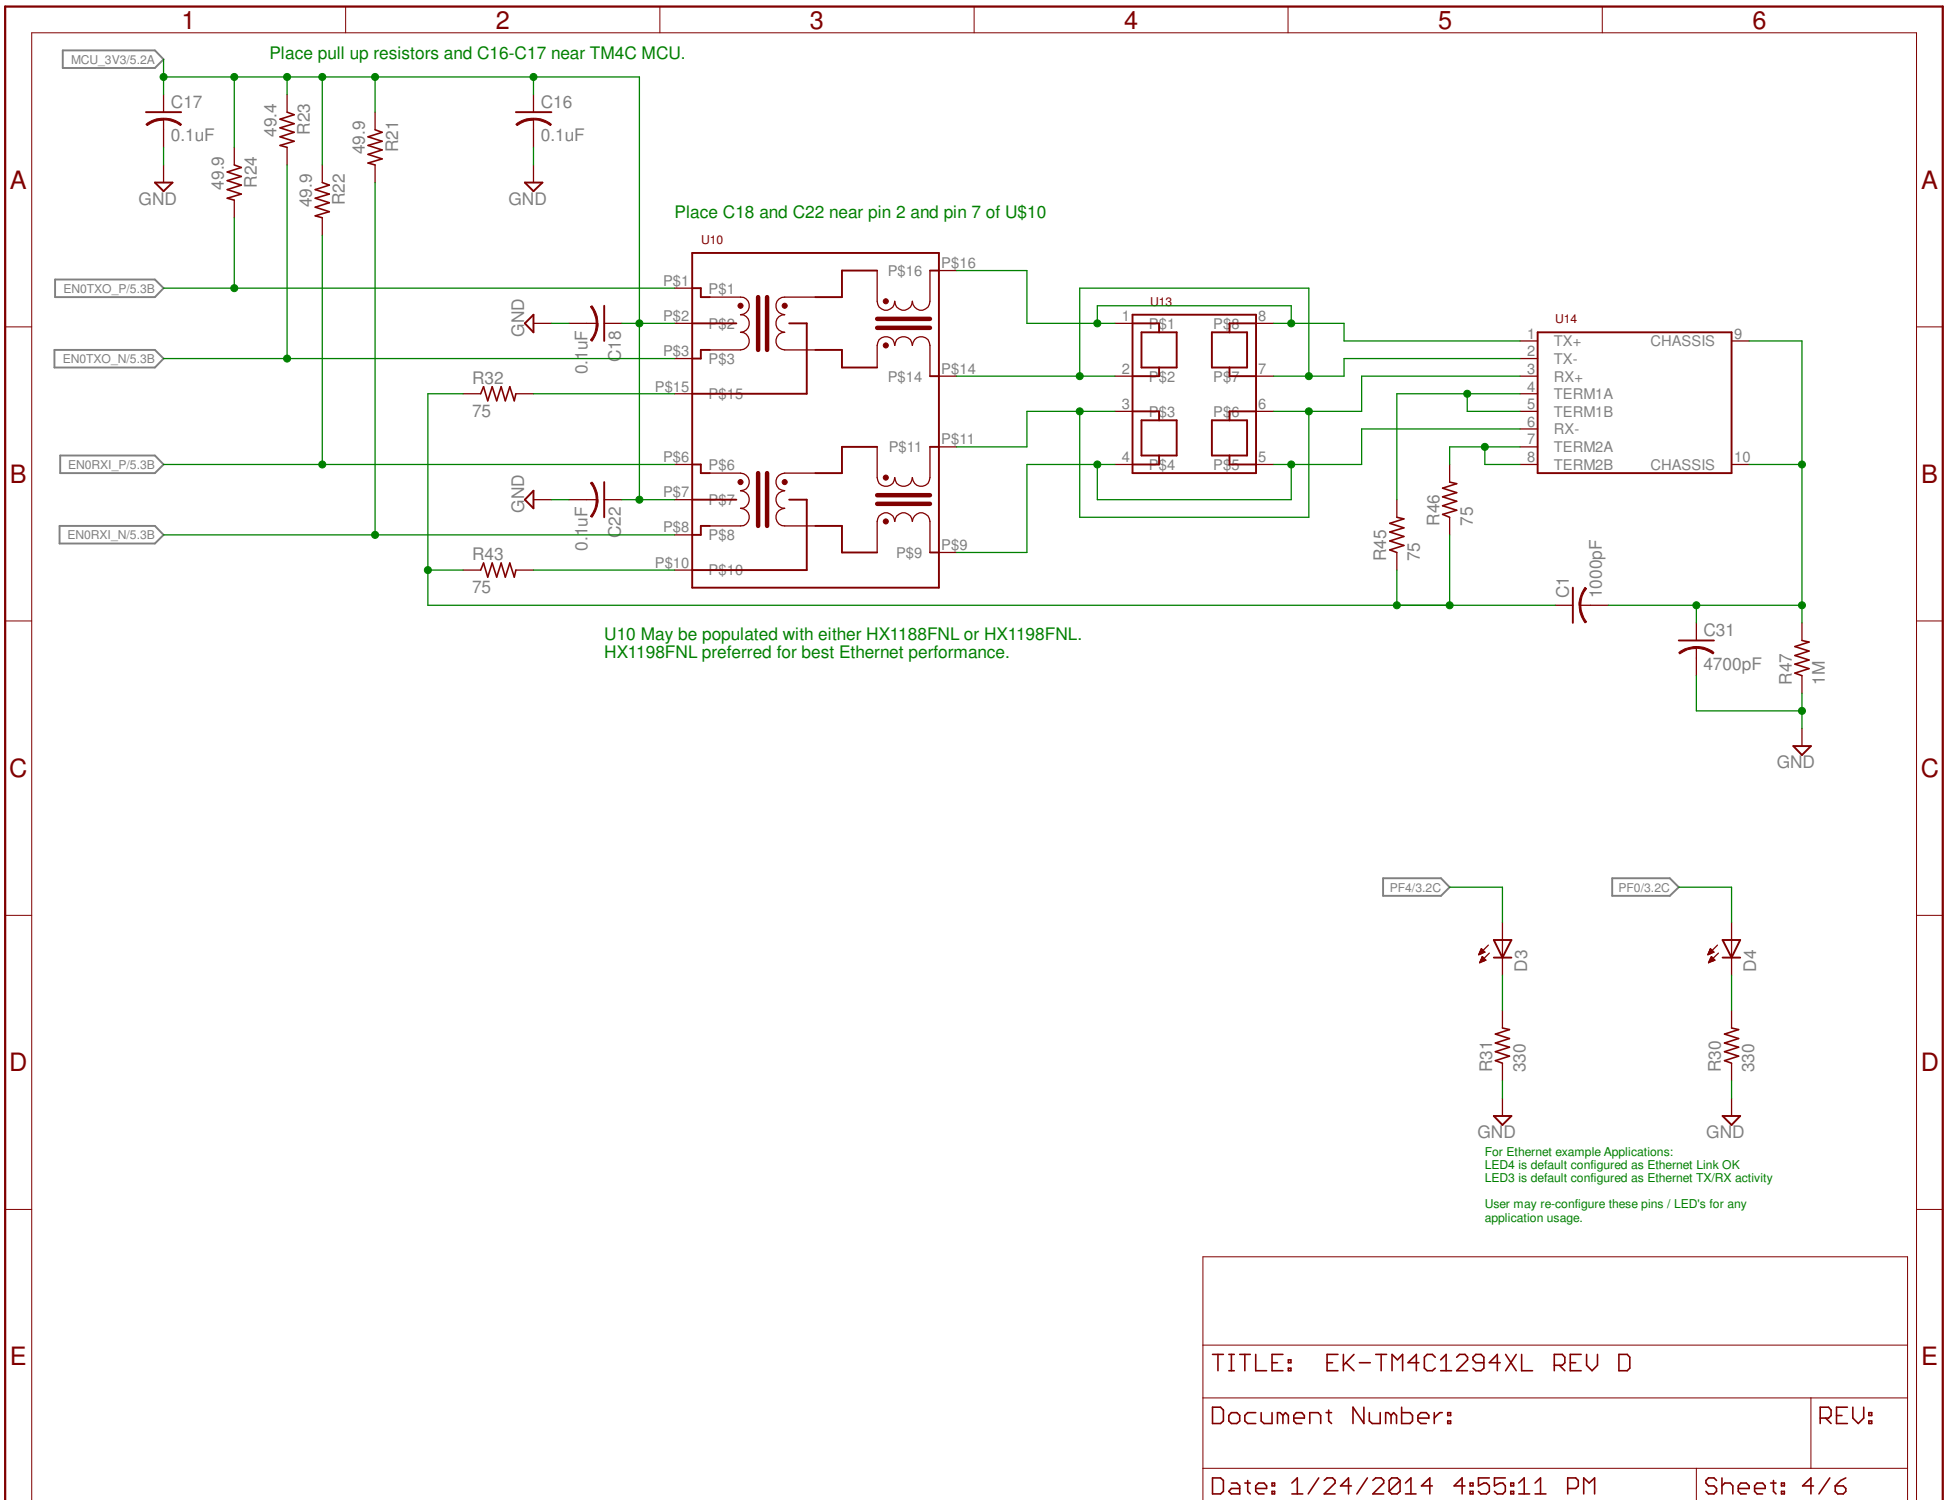 1 2 3 4 5 6
MCU_3V3/5.2A
Place pull up resistors and C16-C17 near TM4C MCU.
C17
0.1uF
GND
49.9
R24
49.4
R23
49.9
R22
49.9
R21
C16
0.1uF
GND
A
A
Place C18 and C22 near pin 2 and pin 7 of U$10
EN0TXO_P/5.3B
EN0TXO_N/5.3B
EN0RXI_P/5.3B
EN0RXI_N/5.3B
GND
0.1uF
C18
R32
75
GND
0.1uF
C22
R43
75
U10
P$1 P$1
P$2 P$2
P$3 P$3
P$15 P$15
P$6 P$6
P$7 P$7
P$8 P$8
P$10 P$10
P$16 P$16
P$14 P$14
P$11 P$11
P$9 P$9
U13
1 P$1 P$8 8
2 P$2 P$7 7
3 P$3 P$6 6
4 P$4 P$5 5
U14
1 TX+ CHASSIS 9
2 TX-
3 RX+
4 TERM1A
5 TERM1B
6 RX-
7 TERM2A
8 TERM2B CHASSIS 10
B
B
R45
75
R46
75
C1
1000pF
U10 May be populated with either HX1188FNL or HX1198FNL.
HX1198FNL preferred for best Ethernet performance.
C31
4700pF
R47
1M
GND
C
C
PF4/3.2C
PF0/3.2C
D3
D4
R31
330
R30
330
GND
GND
D
D
For Ethernet example Applications:
LED4 is default configured as Ethernet Link OK
LED3 is default configured as Ethernet TX/RX activity
User may re-configure these pins / LED's for any
application usage.
E
E
TITLE: EK-TM4C1294XL REV D
Document Number:
REV:
Date: 1/24/2014 4:55:11 PM
Sheet: 4/6